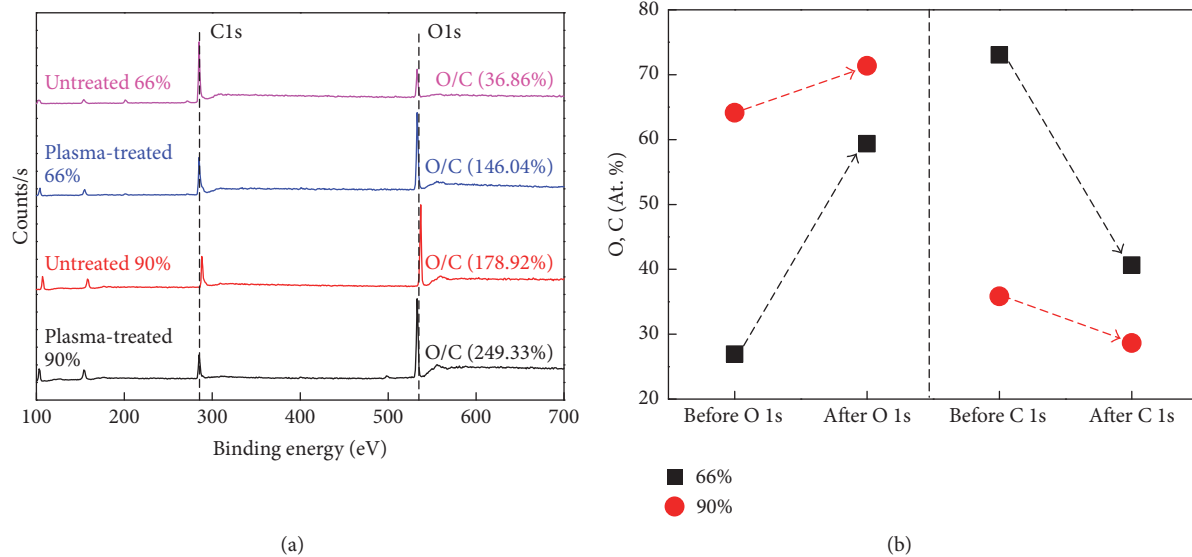 C1s
O1s
Untreated 66%
O/C (36.86%)
Plasma-treated
66%
O/C (146.04%)
Untreated 90%
O/C (178.92%)
Plasma-treated
90%
O/C (249.33%)
Counts/s
100 200 300 400 500 600 700
Binding energy (eV)
(a)
80
70
60
50
40
30
20
O, C (At. %)
Before O 1s After O 1s Before C 1s After C 1s
66%
90%
(b)